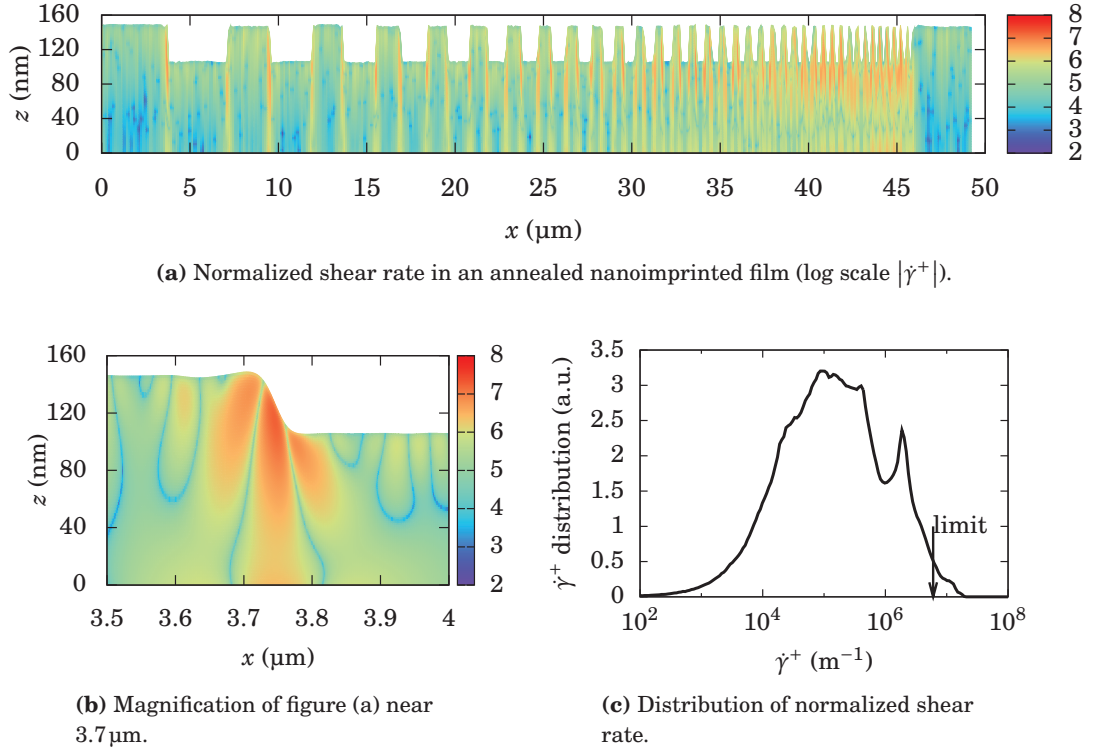 160
120
80
40
0
z (nm)
0 5 10 15 20 25 30 35 40 45 50
x (µm)
8
7
6
5
4
3
2
(a) Normalized shear rate in an annealed nanoimprinted film (log scale |γ̇⁺|).
160
120
80
40
0
z (nm)
3.5 3.6 3.7 3.8 3.9 4
x (µm)
8
7
6
5
4
3
2
(b) Magnification of figure (a) near
3.7µm.
3.5
3
2.5
2
1.5
1
0.5
0
γ̇⁺ distribution (a.u.)
limit
10² 10⁴ 10⁶ 10⁸
γ̇⁺ (m⁻¹)
(c) Distribution of normalized shear
rate.